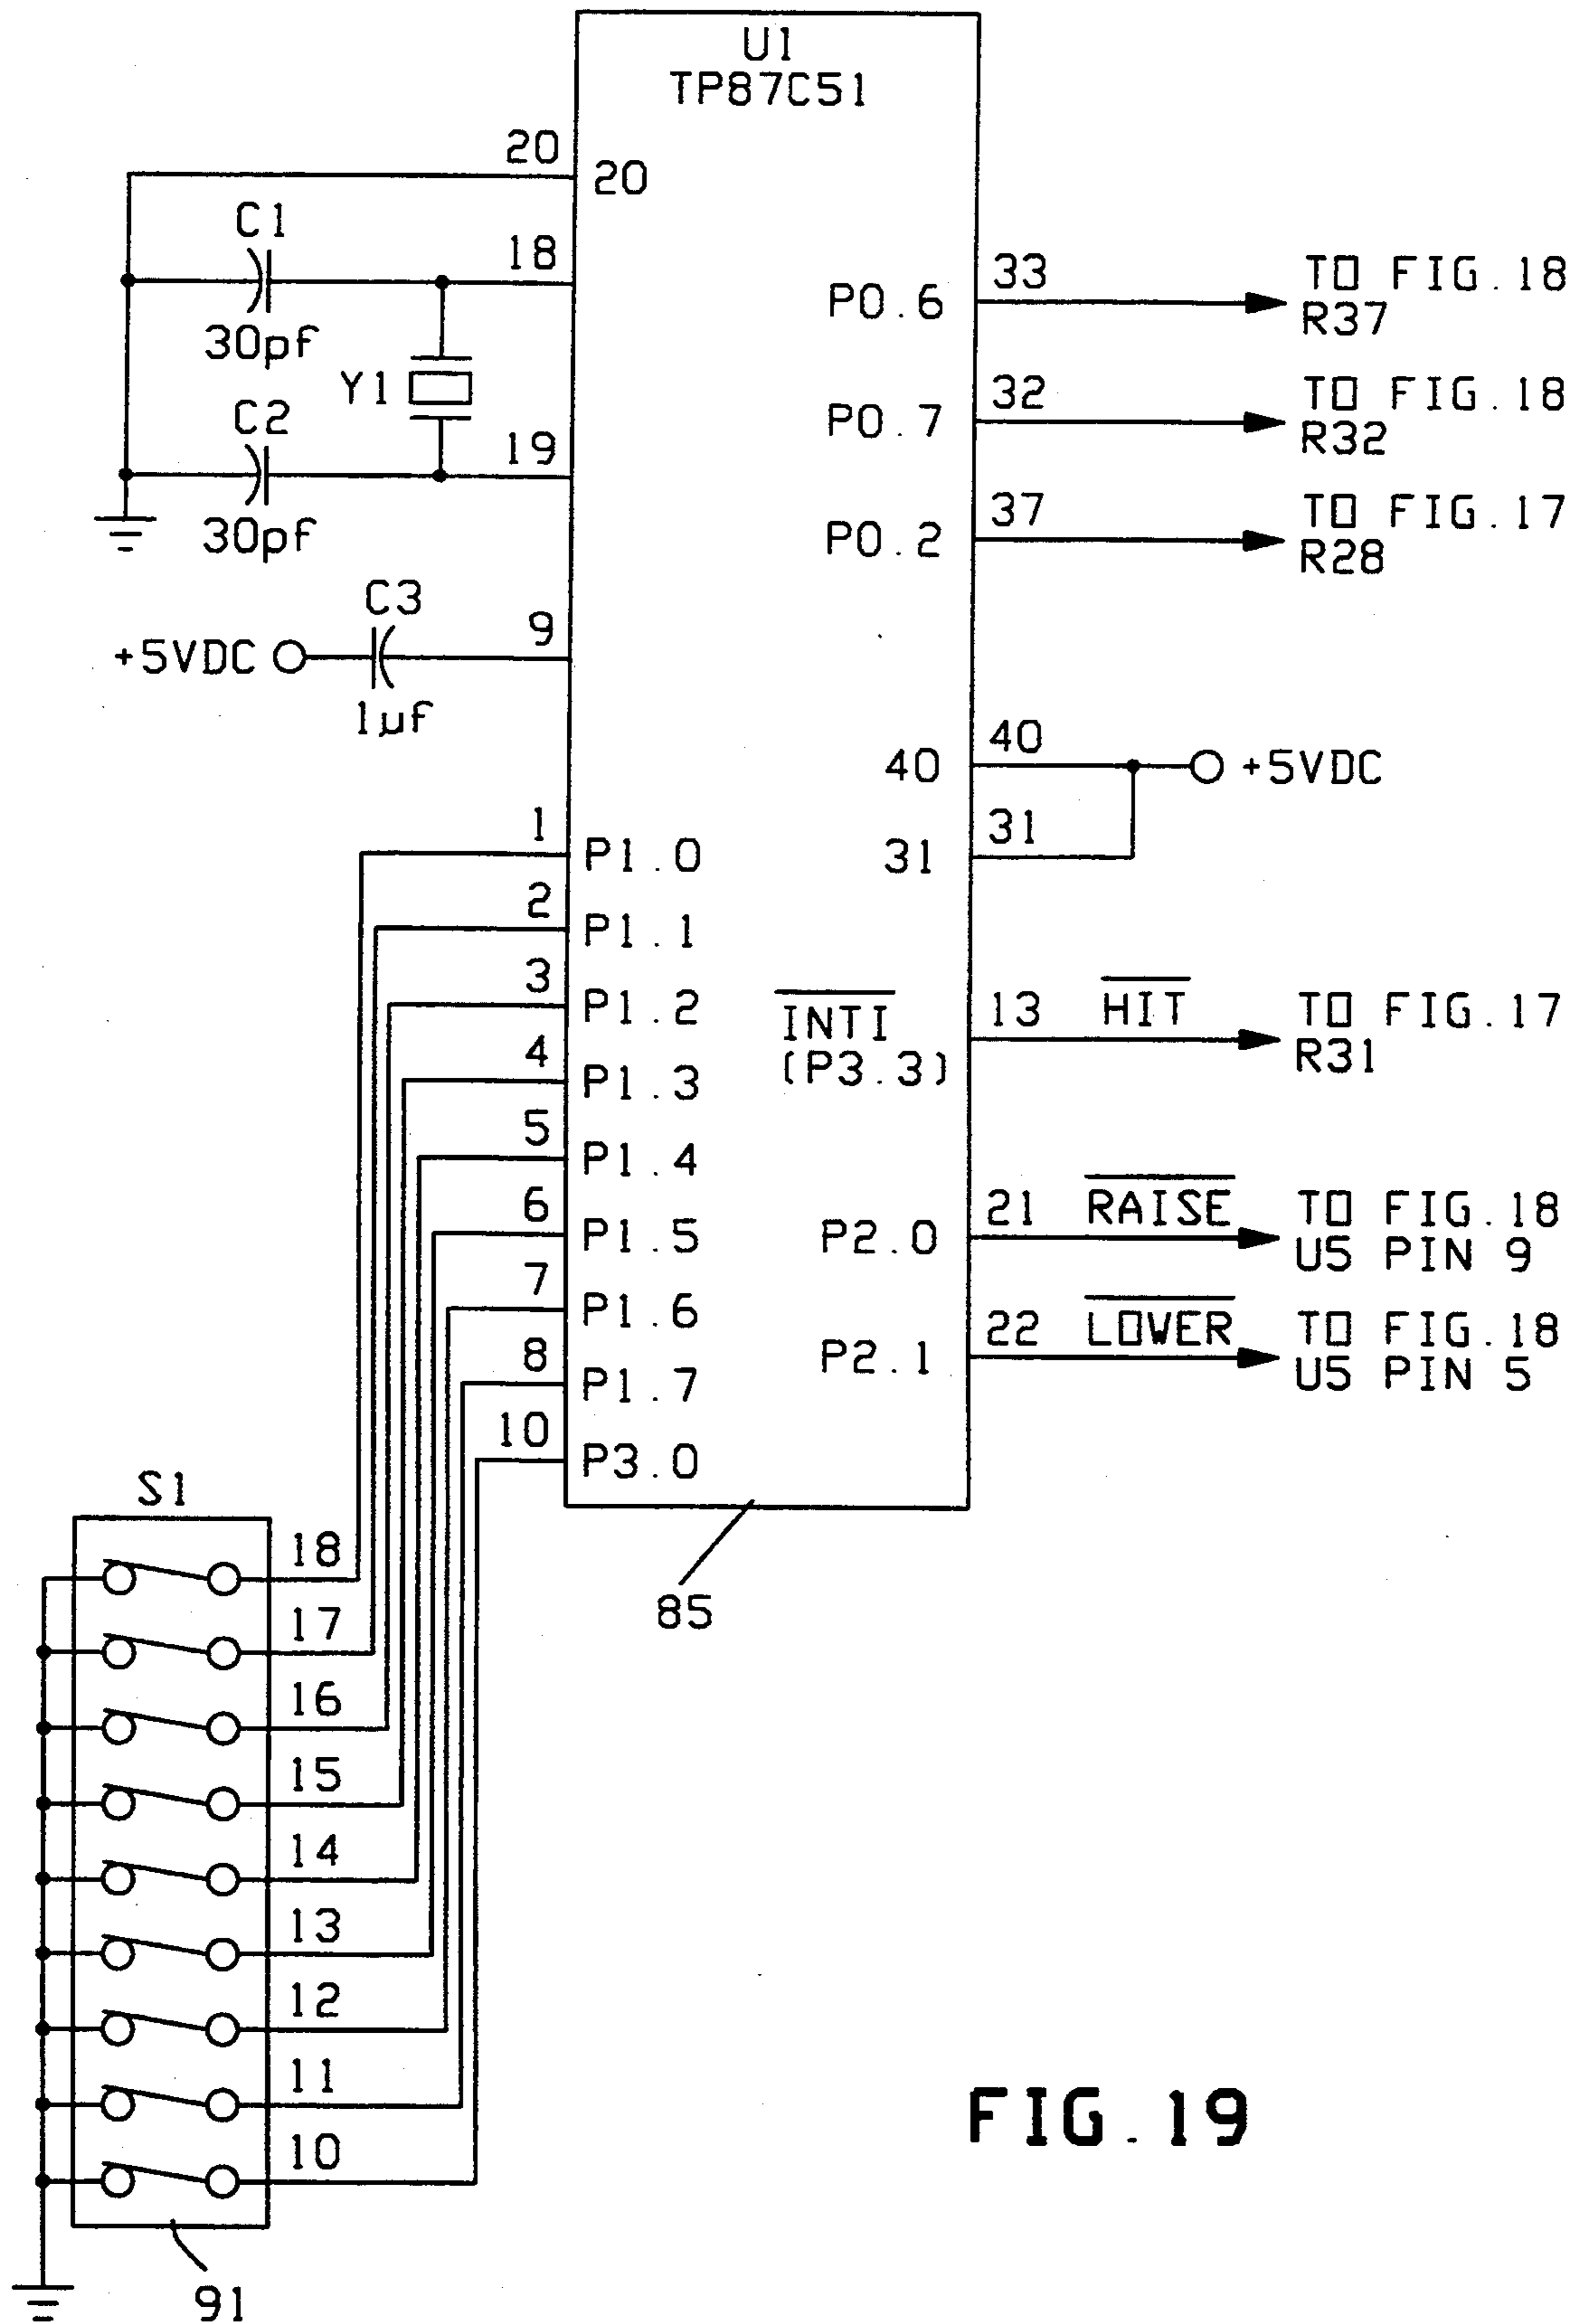 U1
TP87C51
20
20
C1
18
30pf
Y1
C2
19
30pf
C3
9
+5VDC
1µf
P0.6
33
TO FIG.18
R37
P0.7
32
TO FIG.18
R32
P0.2
37
TO FIG.17
R28
40
40
+5VDC
31
31
1
P1.0
2
P1.1
3
P1.2
4
P1.3
5
P1.4
6
P1.5
7
P1.6
8
P1.7
10
P3.0
INTI
(P3.3)
13
HIT
TO FIG.17
R31
P2.0
21
RAISE
TO FIG.18
U5 PIN 9
P2.1
22
LOWER
TO FIG.18
U5 PIN 5
85
S1
18
17
16
15
14
13
12
11
10
91
FIG.19